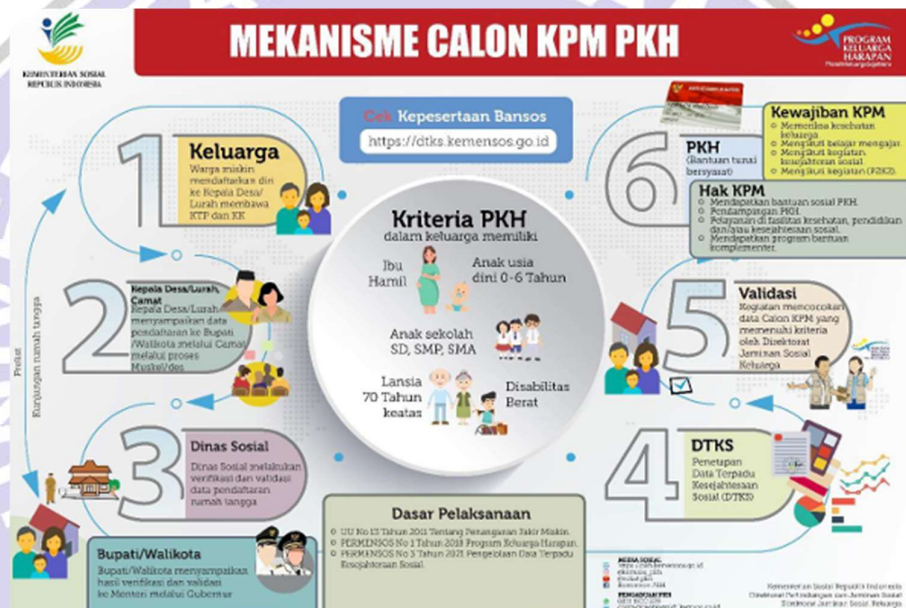 KEMENTERIAN SOSIAL
REPUBLIK INDONESIA
MEKANISME CALON KPM PKH
PROGRAM
KELUARGA
HARAPAN
Cek Kepesertaan Bansos
https://dtks.kemensos.go.id
1
Keluarga
Warga miskin
mendaftarkan diri
ke Kepala Desa/
Lurah membawa
KTP dan KK
2
Kepala Desa/Lurah,
Camat
Kepala Desa/Lurah
menyampaikan data
pendaftaran ke Bupati
/Walikota melalui Camat
melalui proses
Muskel/des
Prelist
Kunjungan rumah tangga
3
Dinas Sosial
Dinas Sosial melakukan
verifikasi dan validasi
data pendaftaran
rumah tangga
Bupati/Walikota
Bupati/Walikota menyampaikan
hasil verifikasi dan validasi
ke Menteri melalui Gubernur
Kriteria PKH
dalam keluarga memiliki
Ibu
Hamil
Anak usia
dini 0-6 Tahun
Anak sekolah
SD, SMP, SMA
Lansia
70 Tahun
keatas
Disabilitas
Berat
Dasar Pelaksanaan
UU No 13 Tahun 2011 Tentang Penanganan Fakir Miskin.
PERMENSOS No 1 Tahun 2018 Program Keluarga Harapan.
PERMENSOS No 3 Tahun 2021 Pengelolaan Data Terpadu
Kesejahteraan Sosial.
4
DTKS
Penetapan
Data Terpadu
Kesejahteraan
Sosial (DTKS)
5
Validasi
Kegiatan mencocokan
data Calon KPM yang
memenuhi kriteria
oleh Direktorat
Jaminan Sosial
Keluarga
6
PKH
(Bantuan tunai
bersyarat)
Kewajiban KPM
Memeriksa kesehatan
keluarga
Mengikuti belajar mengajar.
Mengikuti kegiatan
kesejahteraan sosial.
Mengikuti kegiatan (P2K2).
Hak KPM
Mendapatkan bantuan sosial PKH.
Pendampingan PKH.
Pelayanan di fasilitas kesehatan, pendidikan
dan/atau kesejahteraan sosial.
Mendapatkan program bantuan
komplementer.
MEDIA SOSIAL
PENGADUAN PKH
Kementerian Sosial Republik Indonesia
Direktorat Perlindungan dan Jaminan Sosial
Direktorat Jaminan Sosial Keluarga